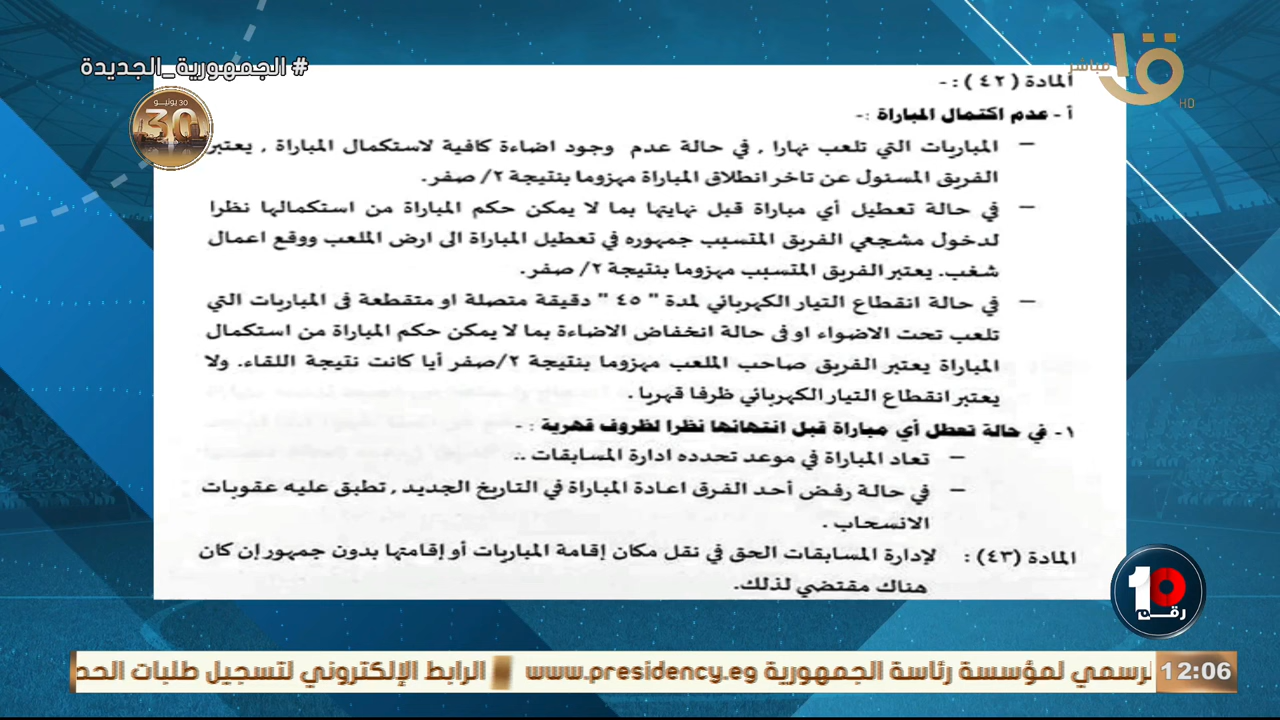 #الجمهورية_الجديدة
مباشر
HD
30 يونيو
30
المادة ( ٤٢ ) : -
أ - عدم اكتمال المباراة : -
– المباريات التي تلعب نهارا , في حالة عدم وجود اضاءة كافية لاستكمال المباراة , يعتبر
الفريق المسئول عن تاخر انطلاق المباراة مهزوما بنتيجة ٢/ صفر.
– في حالة تعطيل أي مباراة قبل نهايتها بما لا يمكن حكم المباراة من استكمالها نظرا
لدخول مشجعي الفريق المتسبب جمهوره في تعطيل المباراة الى ارض الملعب ووقع اعمال
شغب. يعتبر الفريق المتسبب مهزوما بنتيجة ٢/ صفر.
– في حالة انقطاع التيار الكهربائي لمدة " ٤٥ " دقيقة متصلة او متقطعة فى المباريات التي
تلعب تحت الاضواء او فى حالة انخفاض الاضاءة بما لا يمكن حكم المباراة من استكمال
المباراة يعتبر الفريق صاحب الملعب مهزوما بنتيجة ٢/صفر أيا كانت نتيجة اللقاء. ولا
يعتبر انقطاع التيار الكهربائي ظرفا قهريا .
١- في حالة تعطل أي مباراة قبل انتهائها نظرا لظروف قهرية : -
– تعاد المباراة في موعد تحدده ادارة المسابقات ..
– في حالة رفض أحد الفرق اعادة المباراة في التاريخ الجديد , تطبق عليه عقوبات
الانسحاب .
المادة (٤٣) : لإدارة المسابقات الحق في نقل مكان إقامة المباريات أو إقامتها بدون جمهور إن كان
هناك مقتضي لذلك.
رقم 10
12:06 لرسمي لمؤسسة رئاسة الجمهورية www.presidency.eg الرابط الإلكتروني لتسجيل طلبات الحص